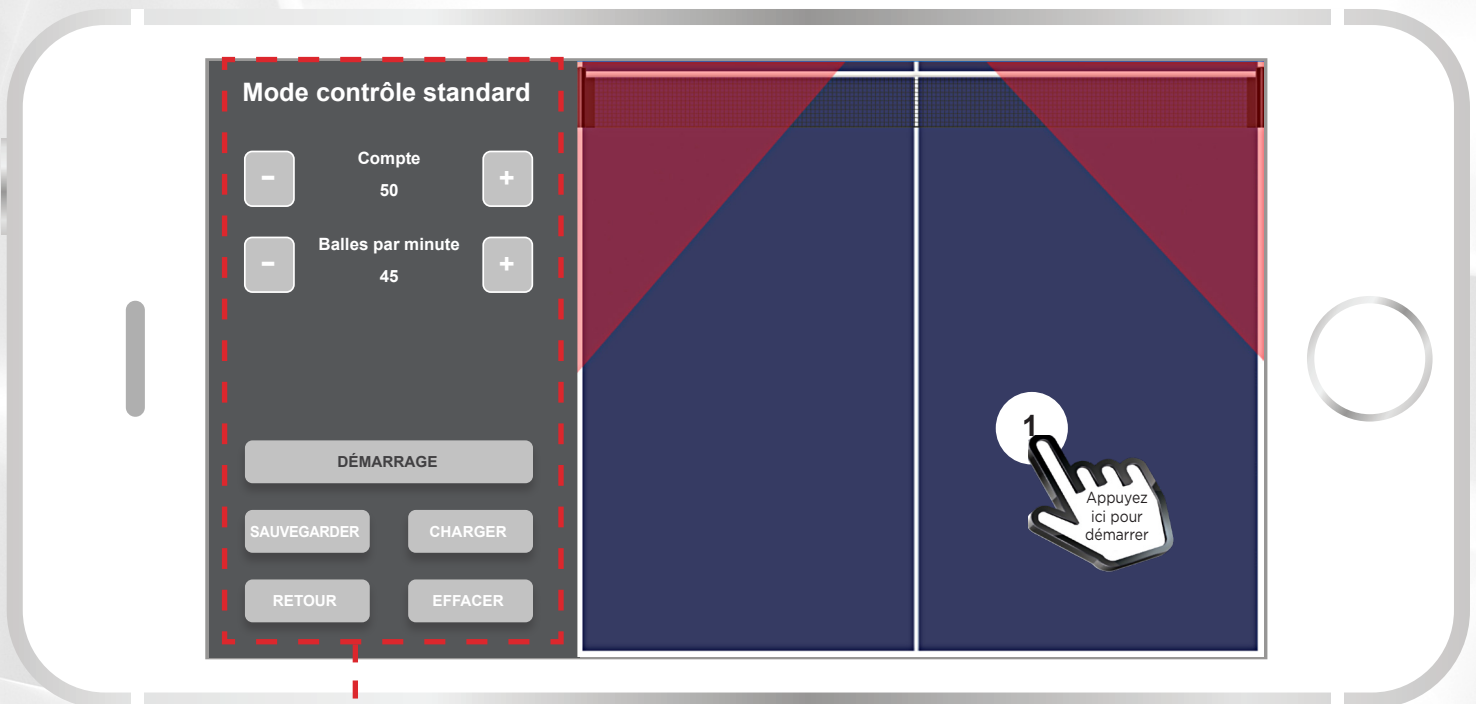 Mode contrôle standard
Compte
-
50
+
Balles par minute
-
45
+
DÉMARRAGE
SAUVEGARDER
CHARGER
RETOUR
EFFACER
1
Appuyez
ici pour
démarrer